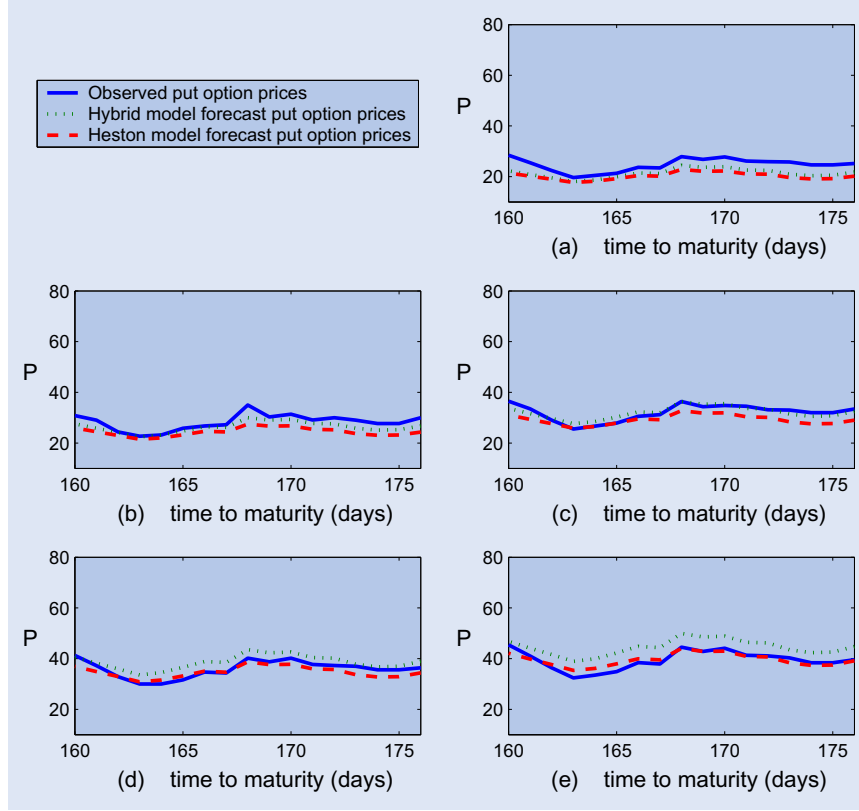 Observed put option prices
Hybrid model forecast put option prices
Heston model forecast put option prices
80
60
P
40
20
160 165 170 175
(a) time to maturity (days)
80
60
P
40
20
160 165 170 175
(b) time to maturity (days)
80
60
P
40
20
160 165 170 175
(c) time to maturity (days)
80
60
P
40
20
160 165 170 175
(d) time to maturity (days)
80
60
P
40
20
160 165 170 175
(e) time to maturity (days)